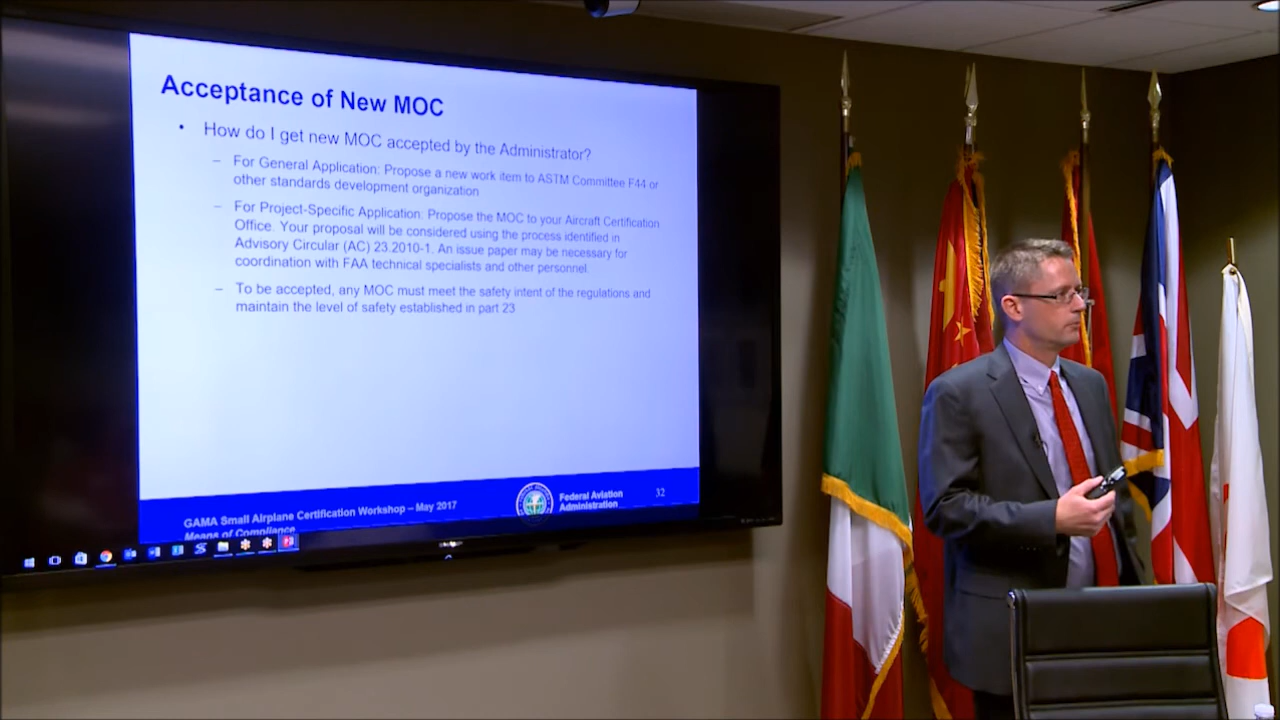 Acceptance of New MOC
• How do I get new MOC accepted by the Administrator?
– For General Application: Propose a new work item to ASTM Committee F44 or
other standards development organization
– For Project-Specific Application: Propose the MOC to your Aircraft Certification
Office. Your proposal will be considered using the process identified in
Advisory Circular (AC) 23.2010-1. An issue paper may be necessary for
coordination with FAA technical specialists and other personnel.
– To be accepted, any MOC must meet the safety intent of the regulations and
maintain the level of safety established in part 23
GAMA Small Airplane Certification Workshop – May 2017
Means of Compliance
Federal Aviation
Administration
32